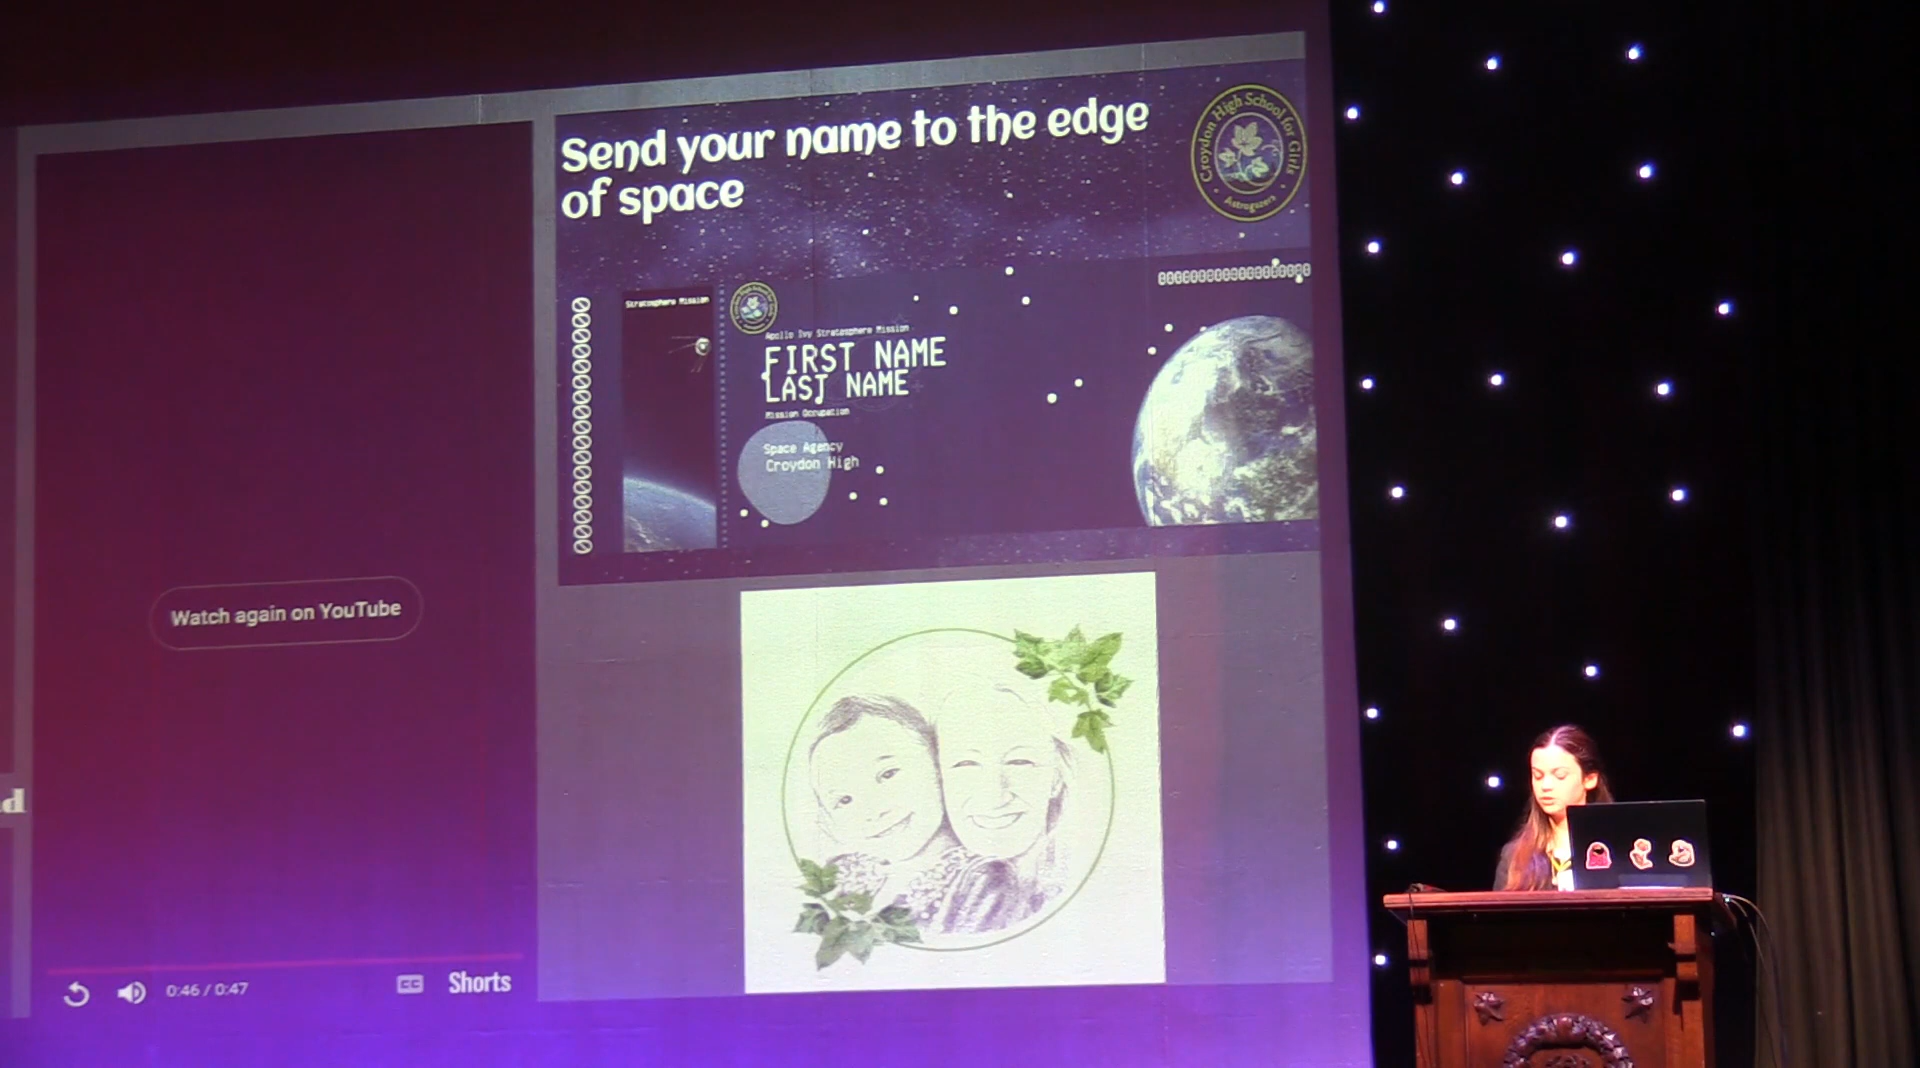 Send your name to the edge
of space
Croydon High School for Girls
Astrogazers
Stratosphere Mission
Apollo Ivy Stratosphere Mission
FIRST NAME
LAST NAME
Mission Occupation
Space Agency
Croydon High
Watch again on YouTube
d
0:46 / 0:47
CC
Shorts